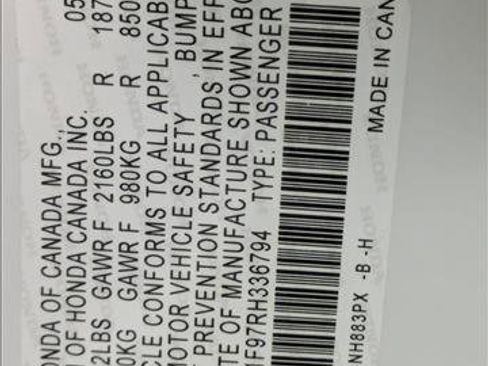 ONDA OF CANADA MFG., 05
OF HONDA CANADA INC.
2LBS GAWR F 2160LBS R 187
0KG GAWR F 980KG R 850
CLE CONFORMS TO ALL APPLICAB
MOTOR VEHICLE SAFETY , BUMP
PREVENTION STANDARDS IN EFF
TE OF MANUFACTURE SHOWN ABO
1F97RH336794 TYPE: PASSENGER
NH883PX -B -H MADE IN CAN